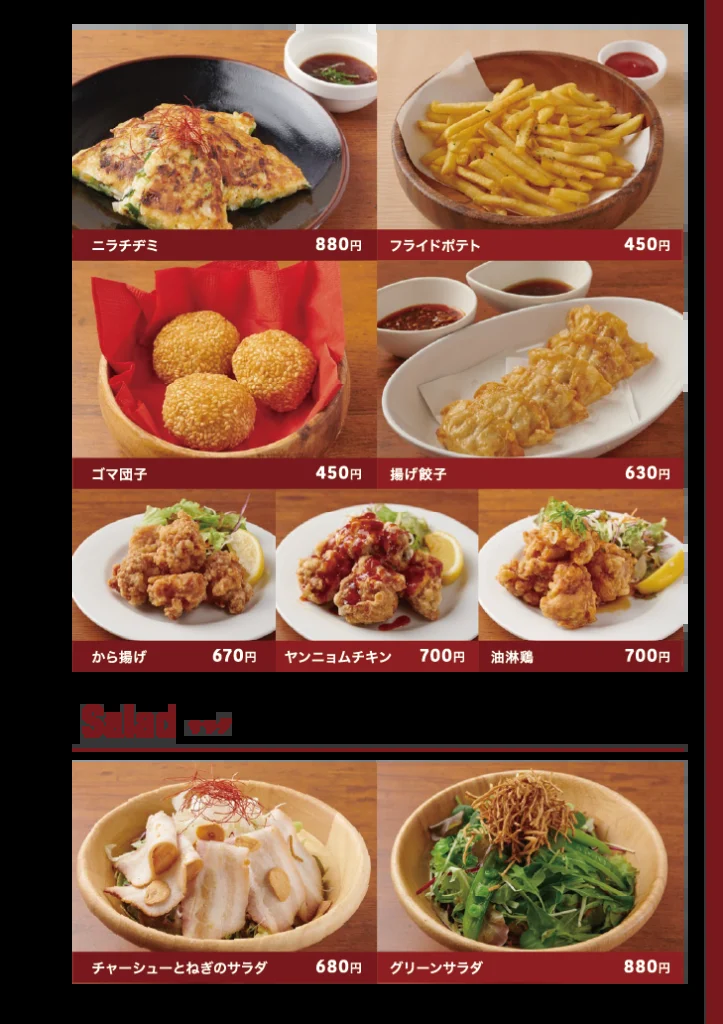 ニラチヂミ 880円
フライドポテト 450円
ゴマ団子 450円
揚げ餃子 630円
から揚げ 670円
ヤンニョムチキン 700円
油淋鶏 700円
Salad サラダ
チャーシューとねぎのサラダ 680円
グリーンサラダ 880円